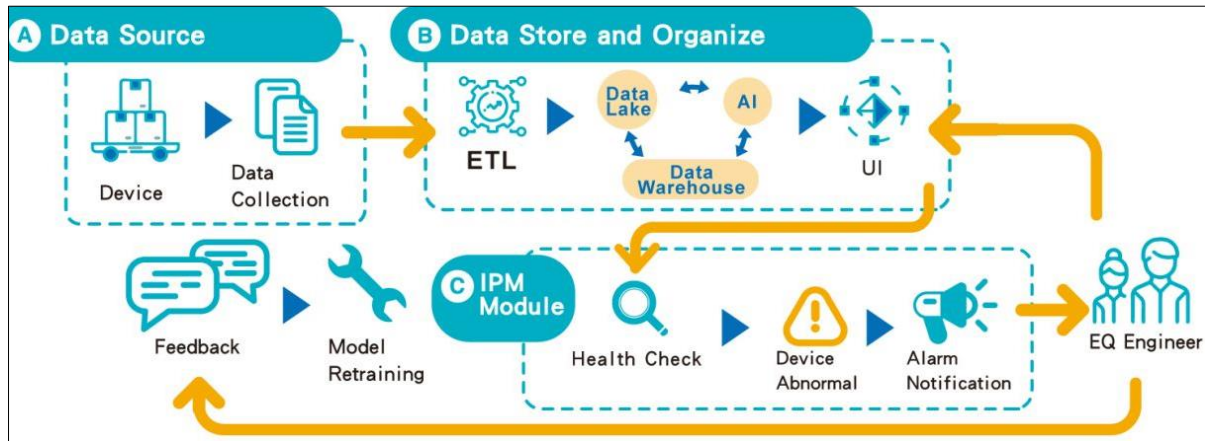 A Data Source
B Data Store and Organize
Device
Data
Collection
ETL
Data
Lake
AI
Data
Warehouse
UI
Feedback
Model
Retraining
C IPM
Module
Health Check
Device
Abnormal
Alarm
Notification
EQ Engineer